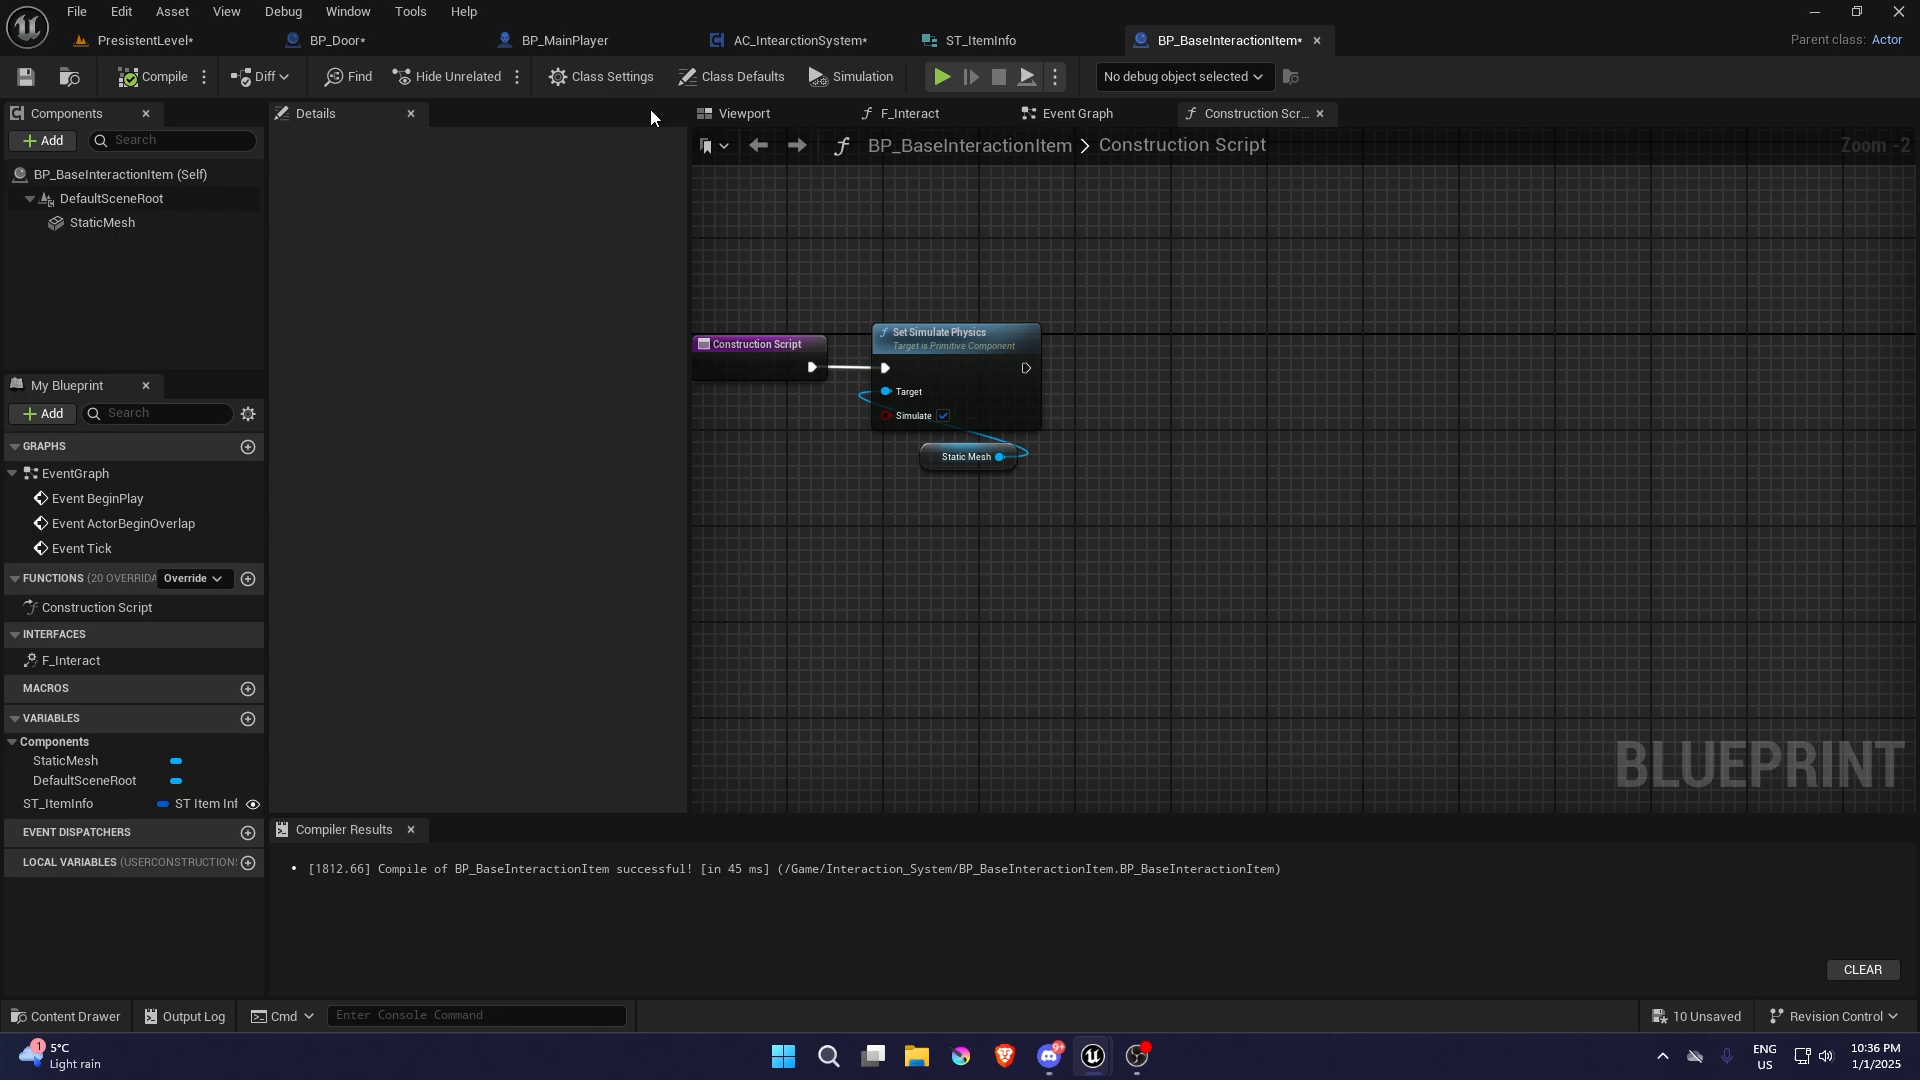 File Edit Asset View Debug Window Tools Help
PresistentLevel* BP_Door* BP_MainPlayer AC_IntearctionSystem* ST_ItemInfo BP_BaseInteractionItem* Parent class: Actor
Compile Diff Find Hide Unrelated Class Settings Class Defaults Simulation No debug object selected
Components Details Viewport F_Interact Event Graph Construction Scr...
Add Search
BP_BaseInteractionItem > Construction Script Zoom -2
BP_BaseInteractionItem (Self)
DefaultSceneRoot
StaticMesh
Set Simulate Physics
Target is Primitive Component
Construction Script
Target
Simulate
Static Mesh
My Blueprint
Add Search
GRAPHS
EventGraph
Event BeginPlay
Event ActorBeginOverlap
Event Tick
FUNCTIONS (20 OVERRIDA Override
Construction Script
INTERFACES
F_Interact
MACROS
VARIABLES
Components
StaticMesh
DefaultSceneRoot
ST_ItemInfo ST Item Inf
EVENT DISPATCHERS
LOCAL VARIABLES (USERCONSTRUCTION
BLUEPRINT
Compiler Results
• [1812.66] Compile of BP_BaseInteractionItem successful! [in 45 ms] (/Game/Interaction_System/BP_BaseInteractionItem.BP_BaseInteractionItem)
CLEAR
Content Drawer Output Log Cmd Enter Console Command 10 Unsaved Revision Control
1 5°C
Light rain
9+
ENG
US
10:36 PM
1/1/2025